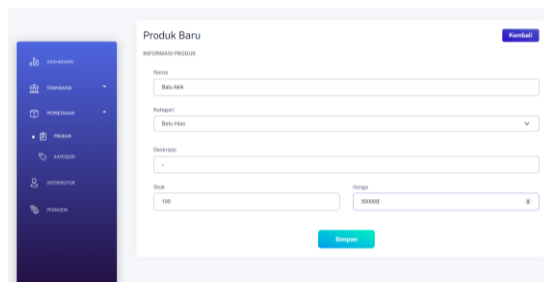 Produk Baru
Kembali
INFORMASI PRODUK
Nama
Batu Akik
Kategori
Batu Hias
Deskripsi
-
Stok
Harga
100
500000
Simpan
DASHBOARD
TRANSAKSI
PERSEDIAAN
PRODUK
KATEGORI
DISTRIBUTOR
PEMASOK